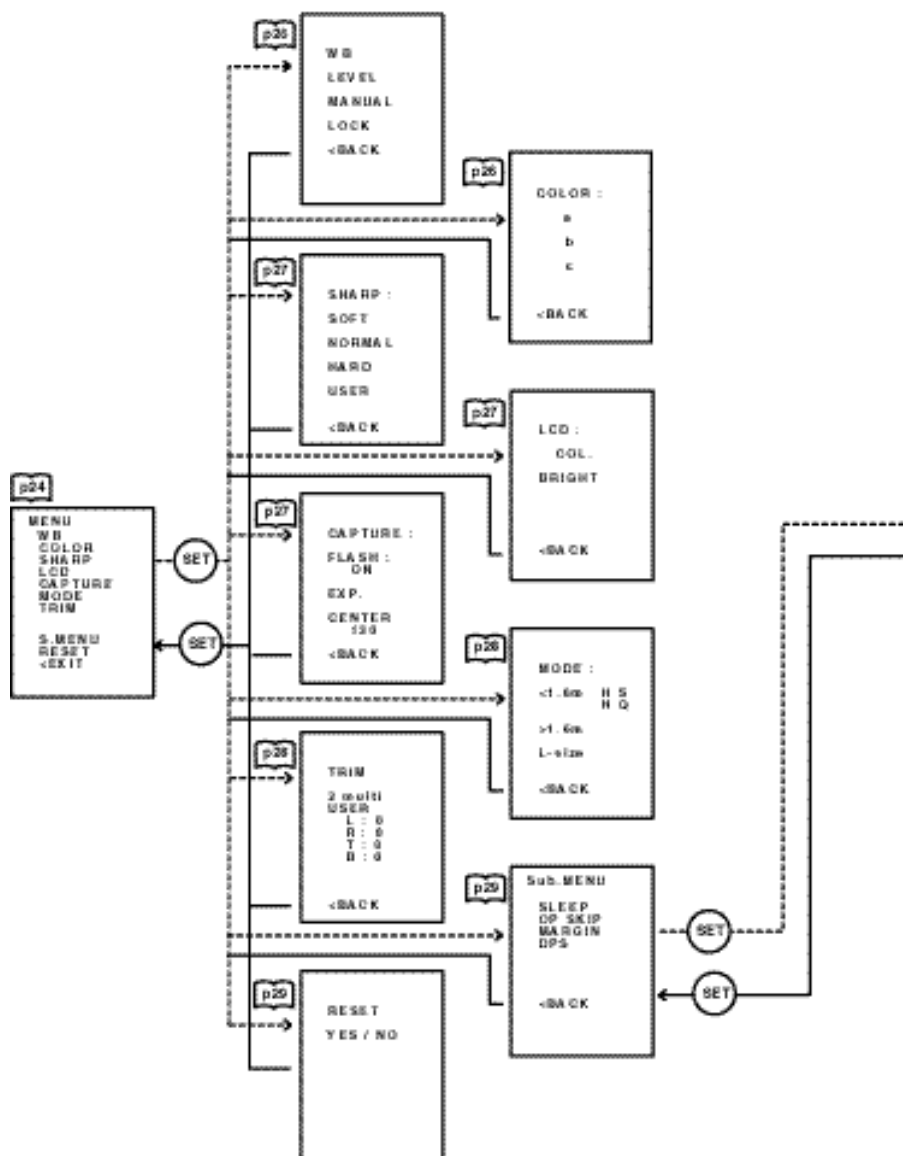 p26
WB
LEVEL
MANUAL
LOCK
<BACK
p26
COLOR :
a
b
c
<BACK
p27
SHARP :
SOFT
NORMAL
HARD
USER
<BACK
p27
LCD :
COL.
BRIGHT
<BACK
p24
MENU
WB
COLOR
SHARP
LCD
CAPTURE
MODE
TRIM
S.MENU
RESET
<EXIT
SET
SET
p27
CAPTURE :
FLASH :
ON
EXP.
CENTER
<BACK
p28
MODE :
<1.6m H S
H Q
>1.6m
L-size
<BACK
p28
TRIM
2 multi
USER
L : 0
R : 0
T : 0
B : 0
<BACK
p29
Sub.MENU
SLEEP
OP SKIP
MARGIN
DPS
<BACK
SET
SET
p29
RESET
YES / NO